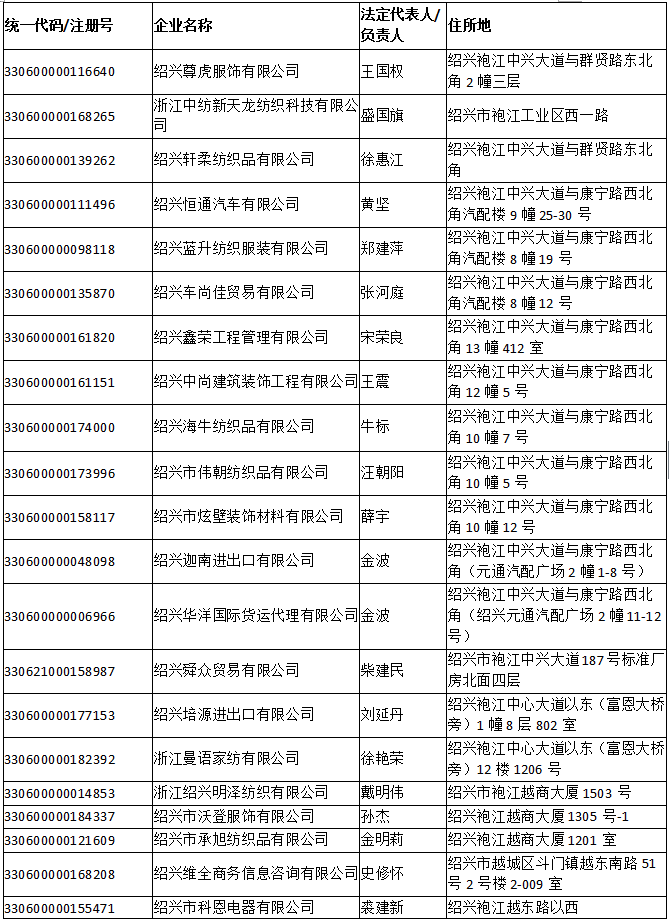 统一代码/注册号 企业名称 法定代表人/负责人 住所地
330600000116640 绍兴尊虎服饰有限公司 王国权 绍兴袍江中兴大道与群贤路东北角 2 幢三层
330600000168265 浙江中纺新天龙纺织科技有限公司 盛国旗 绍兴市袍江工业区西一路
330600000139262 绍兴轩柔纺织品有限公司 徐惠江 绍兴袍江中兴大道与群贤路东北角
330600000111496 绍兴恒通汽车有限公司 黄坚 绍兴袍江中兴大道与康宁路西北角汽配楼 9 幢 25-30 号
330600000098118 绍兴蓝升纺织服装有限公司 郑建萍 绍兴袍江中兴大道与康宁路西北角汽配楼 8 幢 19 号
330600000135870 绍兴车尚佳贸易有限公司 张河庭 绍兴袍江中兴大道与康宁路西北角汽配楼 8 幢 12 号
330600000161820 绍兴鑫荣工程管理有限公司 宋荣良 绍兴袍江中兴大道与康宁路西北角 13 幢 412 室
330600000161151 绍兴中尚建筑装饰工程有限公司 王震 绍兴袍江中兴大道与康宁路西北角 12 幢 5 号
330600000174000 绍兴海牛纺织品有限公司 牛标 绍兴袍江中兴大道与康宁路西北角 10 幢 7 号
330600000173996 绍兴市伟朝纺织品有限公司 汪朝阳 绍兴袍江中兴大道与康宁路西北角 10 幢 5 号
330600000158117 绍兴市炫壁装饰材料有限公司 薛宇 绍兴袍江中兴大道与康宁路西北角 10 幢 12 号
330600000048098 绍兴迦南进出口有限公司 金波 绍兴袍江中兴大道与康宁路西北角（元通汽配广场 2 幢 1-8 号）
330600000006966 绍兴华洋国际货运代理有限公司 金波 绍兴袍江中兴大道与康宁路西北角（绍兴元通汽配广场 2 幢 11-12 号）
330621000158987 绍兴舜众贸易有限公司 柴建民 绍兴市袍江中兴大道 187 号标准厂房北面四层
330600000177153 绍兴培源进出口有限公司 刘延丹 绍兴袍江中心大道以东（富恩大桥旁）1 幢 8 层 802 室
330600000182392 浙江曼语家纺有限公司 徐艳荣 绍兴袍江中心大道以东（富恩大桥旁）12 楼 1206 号
330600000014853 浙江绍兴明泽纺织有限公司 戴明伟 绍兴市袍江越商大厦 1503 号
330600000184337 绍兴市沃登服饰有限公司 孙杰 绍兴袍江越商大厦 1305 号-1
330600000121609 绍兴市承旭纺织品有限公司 金明莉 绍兴袍江越商大厦 1201 室
330600000168208 绍兴维全商务信息咨询有限公司 史修怀 绍兴市越城区斗门镇越东南路 51 号 2 号楼 2-009 室
330600000155471 绍兴市科恩电器有限公司 裘建新 绍兴袍江越东路以西